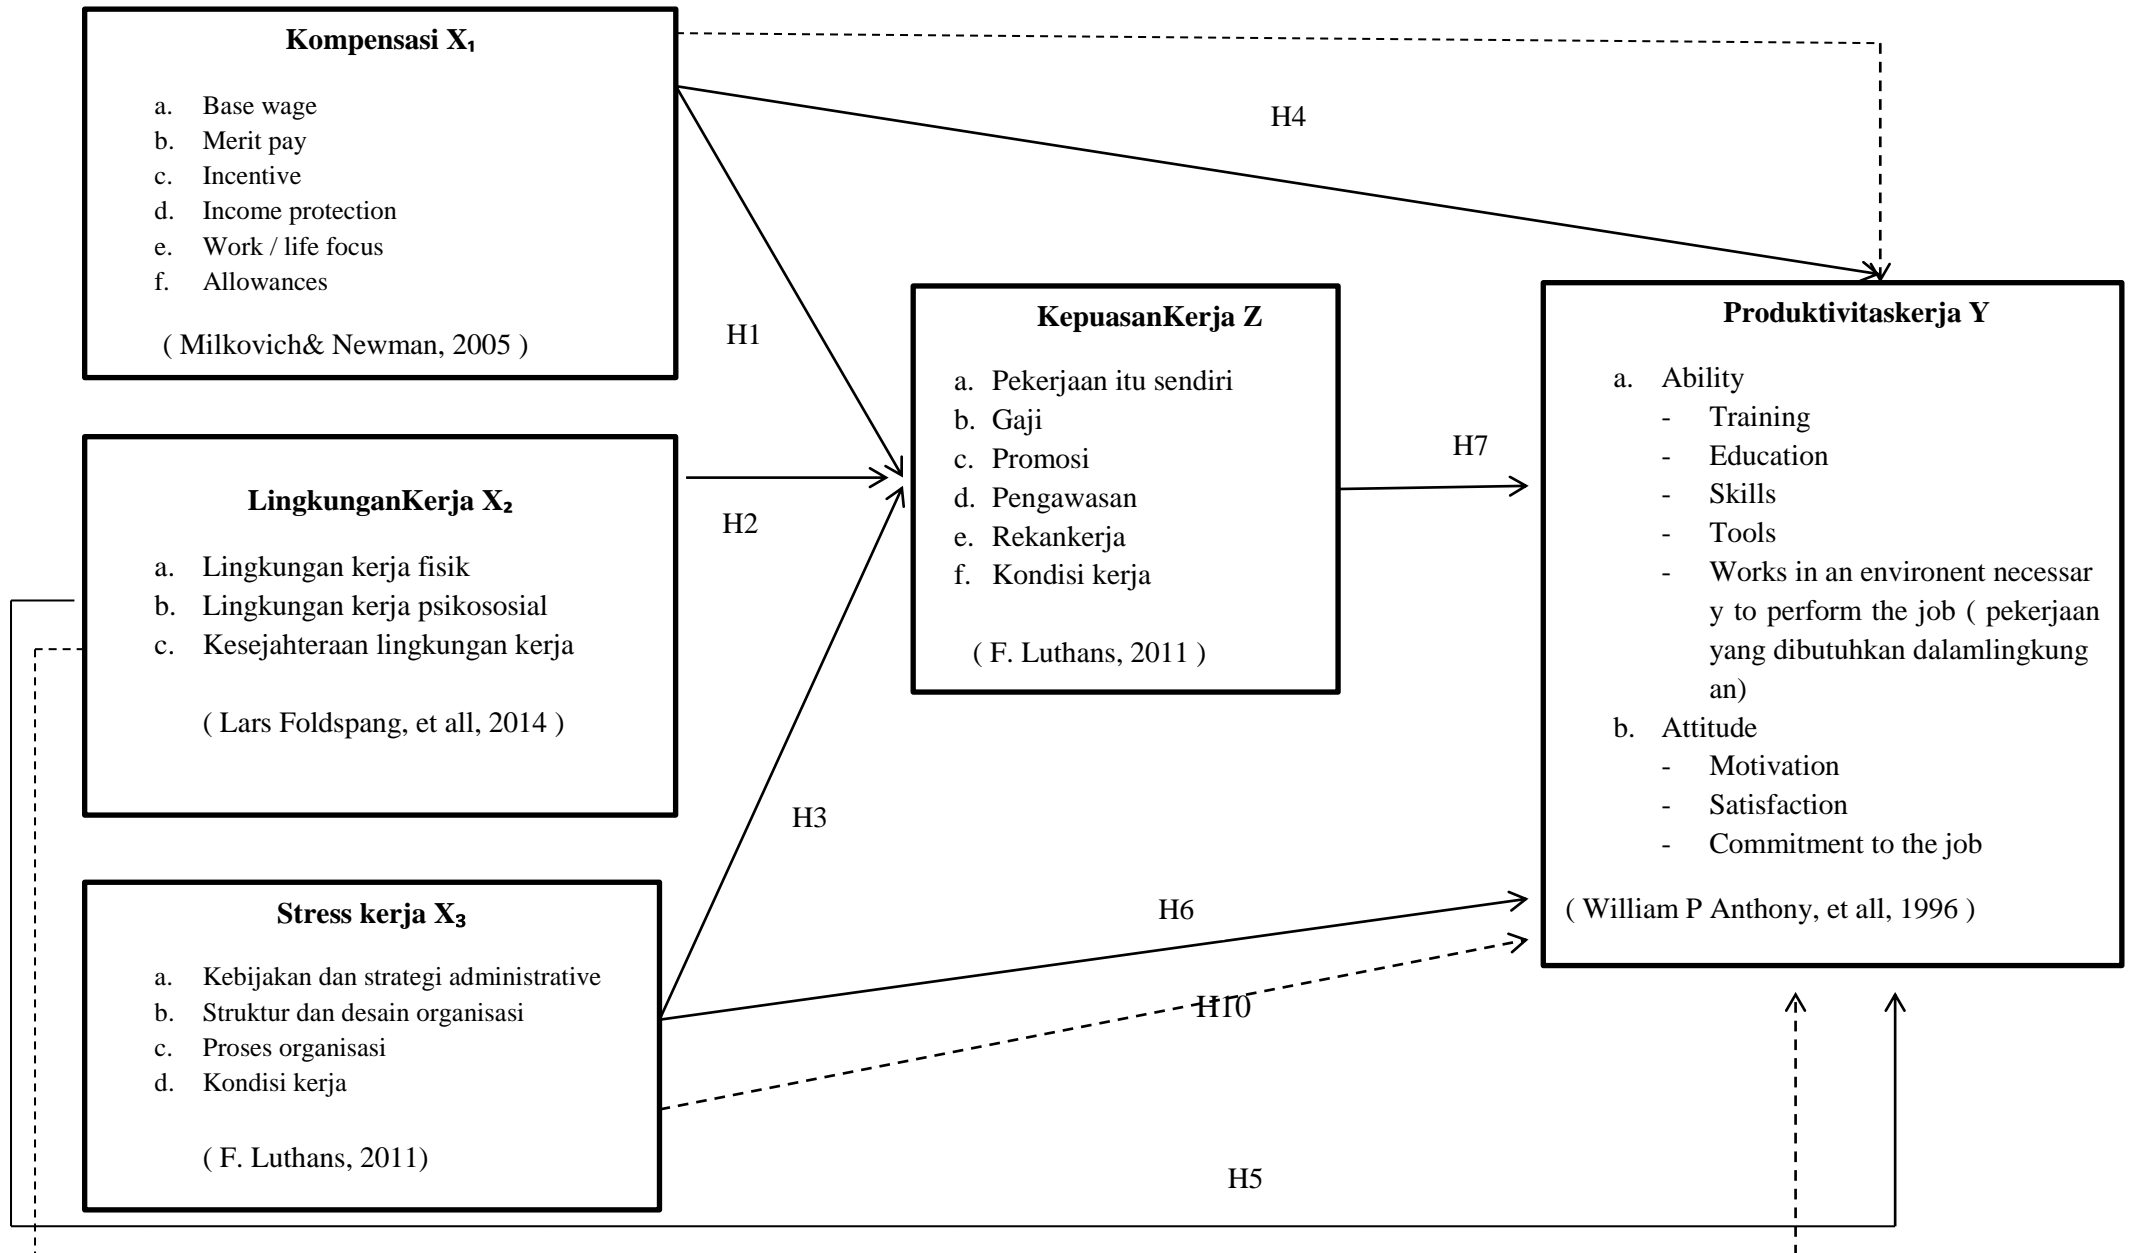 Kompensasi X₁
a. Base wage
b. Merit pay
c. Incentive
d. Income protection
e. Work / life focus
f. Allowances
( Milkovich& Newman, 2005 )
LingkunganKerja X₂
a. Lingkungan kerja fisik
b. Lingkungan kerja psikososial
c. Kesejahteraan lingkungan kerja
( Lars Foldspang, et all, 2014 )
Stress kerja X₃
a. Kebijakan dan strategi administrative
b. Struktur dan desain organisasi
c. Proses organisasi
d. Kondisi kerja
( F. Luthans, 2011)
H1
H2
H3
H4
KepuasanKerja Z
a. Pekerjaan itu sendiri
b. Gaji
c. Promosi
d. Pengawasan
e. Rekankerja
f. Kondisi kerja
( F. Luthans, 2011 )
H7
H6
H10
H5
Produktivitaskerja Y
a. Ability
- Training
- Education
- Skills
- Tools
- Works in an environent necessar
y to perform the job ( pekerjaan
yang dibutuhkan dalamlingkung
an)
b. Attitude
- Motivation
- Satisfaction
- Commitment to the job
( William P Anthony, et all, 1996 )